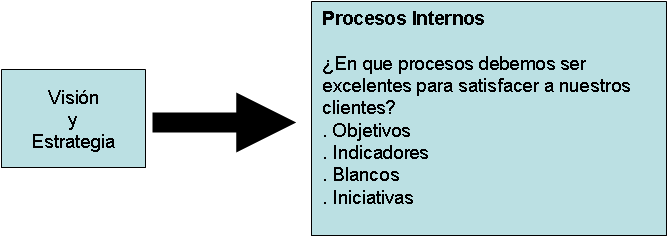 Visión
y
Estrategia
Procesos Internos
¿En que procesos debemos ser
excelentes para satisfacer a nuestros
clientes?
. Objetivos
. Indicadores
. Blancos
. Iniciativas